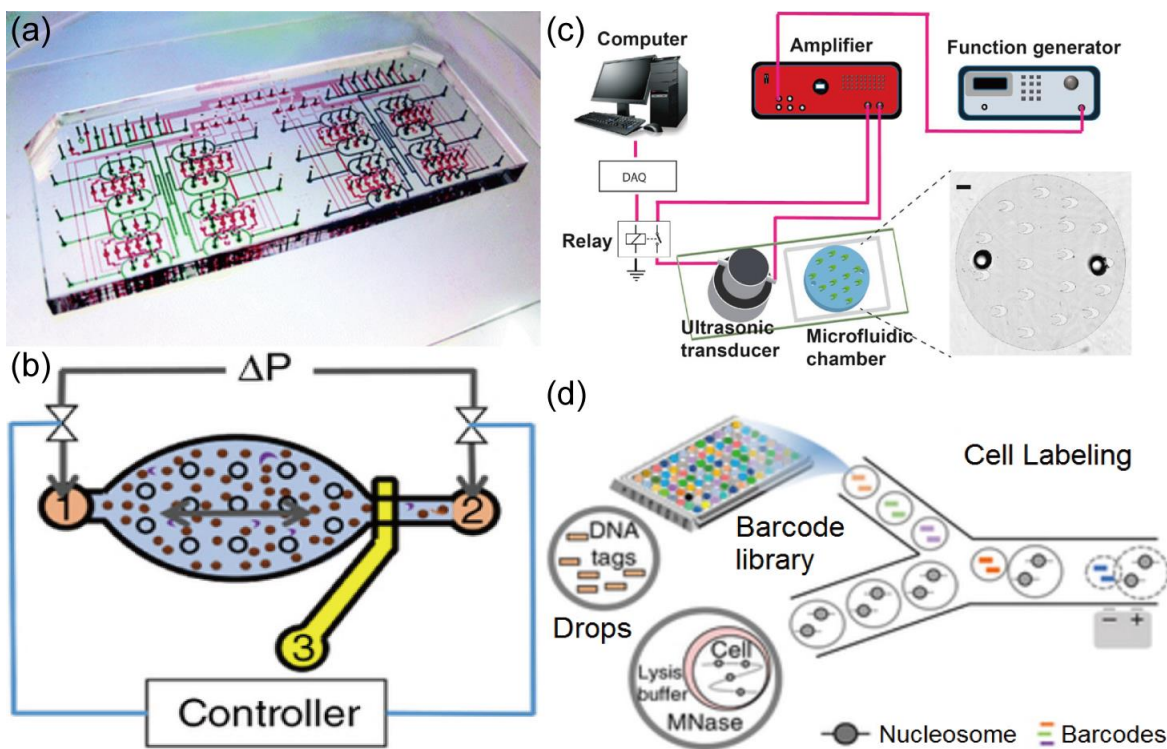 (a)
(b)
ΔP
1
2
3
Controller
(c)
Computer
Amplifier
Function generator
DAQ
Relay
Ultrasonic
transducer
Microfluidic
chamber
(d)
Cell Labeling
Barcode
library
DNA
tags
Drops
Cell
Lysis
buffer
MNase
− +
Nucleosome
Barcodes